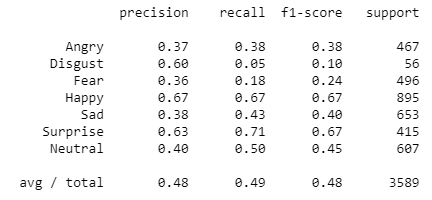 precision recall f1-score support
Angry 0.37 0.38 0.38 467
Disgust 0.60 0.05 0.10 56
Fear 0.36 0.18 0.24 496
Happy 0.67 0.67 0.67 895
Sad 0.38 0.43 0.40 653
Surprise 0.63 0.71 0.67 415
Neutral 0.40 0.50 0.45 607
avg / total 0.48 0.49 0.48 3589